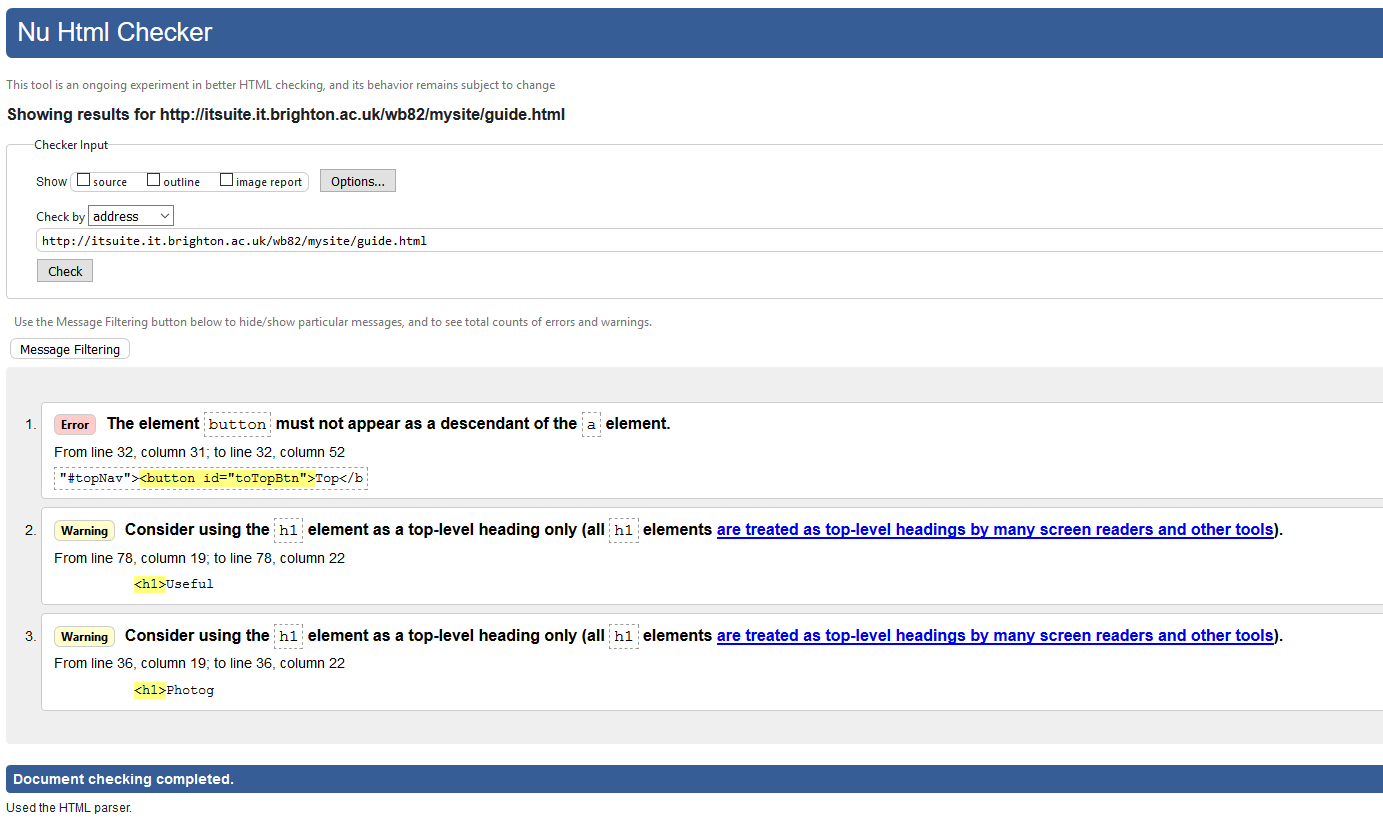 Nu Html Checker
This tool is an ongoing experiment in better HTML checking, and its behavior remains subject to change
Showing results for http://itsuite.it.brighton.ac.uk/wb82/mysite/guide.html
Checker Input
Show source outline image report Options...
Check by address
http://itsuite.it.brighton.ac.uk/wb82/mysite/guide.html
Check
Use the Message Filtering button below to hide/show particular messages, and to see total counts of errors and warnings.
Message Filtering
1. Error The element button must not appear as a descendant of the a element.
From line 32, column 31; to line 32, column 52
"#topNav"><button id="toTopBtn">Top</b
2. Warning Consider using the h1 element as a top-level heading only (all h1 elements are treated as top-level headings by many screen readers and other tools).
From line 78, column 19; to line 78, column 22
<h1>Useful
3. Warning Consider using the h1 element as a top-level heading only (all h1 elements are treated as top-level headings by many screen readers and other tools).
From line 36, column 19; to line 36, column 22
<h1>Photog
Document checking completed.
Used the HTML parser.